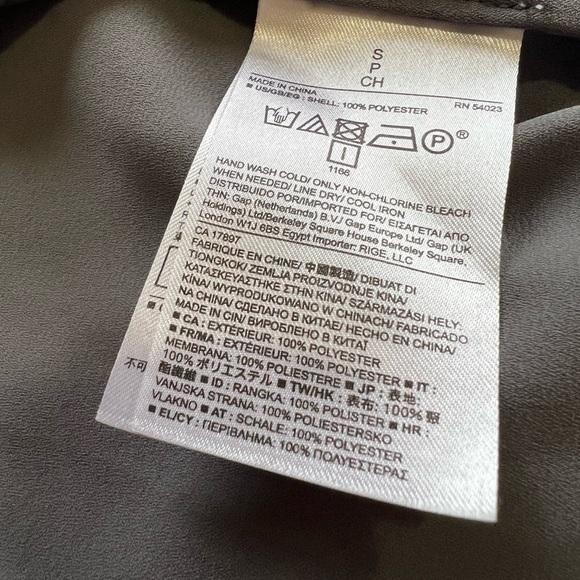 S
P
CH
MADE IN CHINA
RN 54023
■ US/GB/EG : SHELL: 100% POLYESTER
P ®
1166
HAND WASH COLD/ ONLY NON-CHLORINE BLEACH
WHEN NEEDED/ LINE DRY/ COOL IRON
DISTRIBUIDO POR/IMPORTED FOR/ ΕΙΣΑΓΕΤΑΙ ΑΠΟ
ΤΗΝ: Gap (Netherlands) B.V./ Gap Europe Ltd/ Gap (UK
Holdings) Ltd/Berkeley Square House Berkeley Square,
London W1J 6BS Egypt Importer: RIGE, LLC
CA 17897
FABRIQUE EN CHINE/ 中國製造/ DIBUAT DI
TIONGKOK/ ZEMLJA PROIZVODNJE KINA/
ΚΑΤΑΣΚΕΥΑΣΤΗΚΕ ΣΤΗΝ ΚΙΝΑ/ SZÁRMAZÁSI HELY:
KÍNA/ WYPRODUKOWANO W CHINACH/ FABRICADO
NA CHINA/ СДЕЛАНО В КИТАЕ/ HECHO EN CHINA/
MADE IN CIN/ ВИРОБЛЕНО В КИТАЇ
■ CA : EXTÉRIEUR: 100% POLYESTER
■ FR/MA : EXTÉRIEUR: 100% POLYESTER ■ IT :
MEMBRANA: 100% POLIESTERE ■ JP : 表地:
100% ポリエステル ■ TW/HK : 表布: 100% 聚
酯纖維 ■ ID : RANGKA: 100% POLISTER ■ HR :
VANJSKA STRANA: 100% POLIESTERSKO
VLAKNO ■ AT : SCHALE: 100% POLYESTER
■ EL/CY : ΠΕΡΙΒΛΗΜΑ: 100% ΠΟΛΥΕΣΤΕΡΑΣ
不可